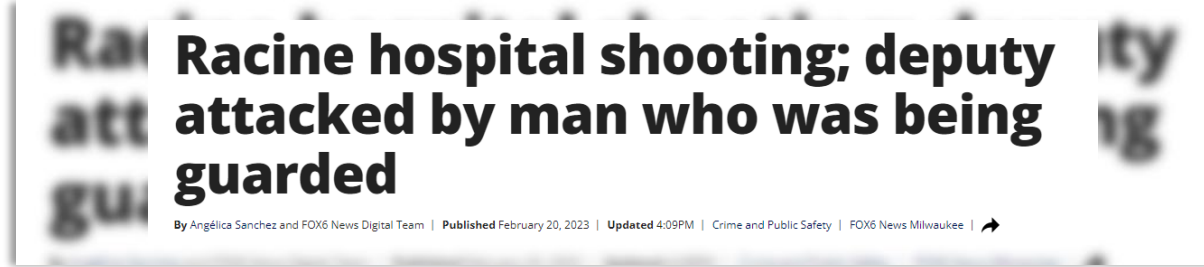 Racine hospital shooting; deputy
attacked by man who was being
guarded
By Angélica Sanchez and FOX6 News Digital Team | Published February 20, 2023 | Updated 4:09PM | Crime and Public Safety | FOX6 News Milwaukee |